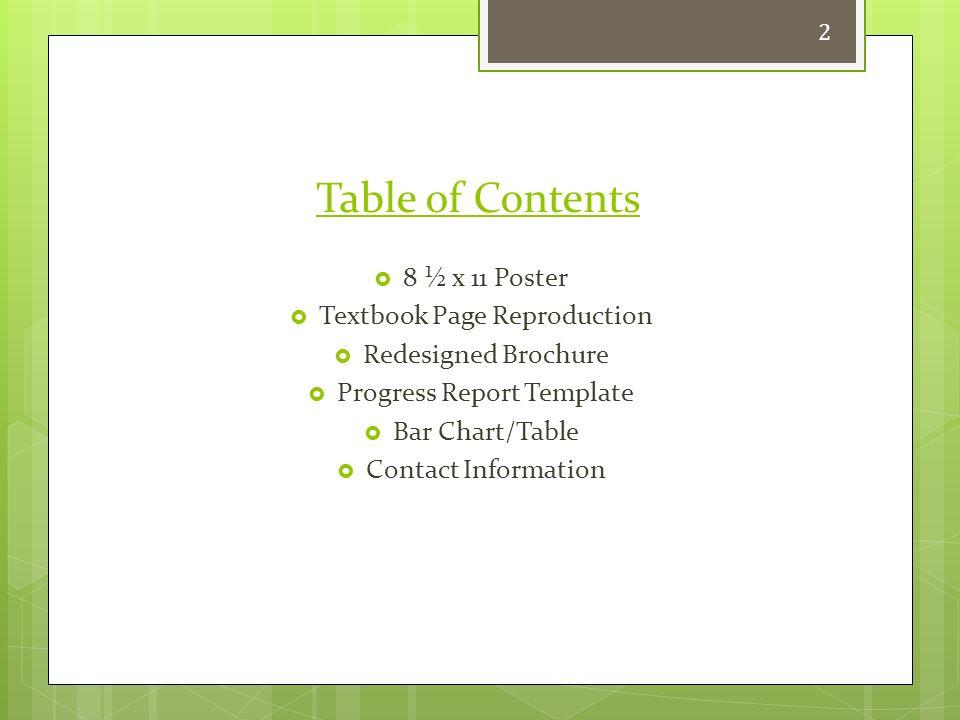 2
Table of Contents
8 ½ x 11 Poster
Textbook Page Reproduction
Redesigned Brochure
Progress Report Template
Bar Chart/Table
Contact Information